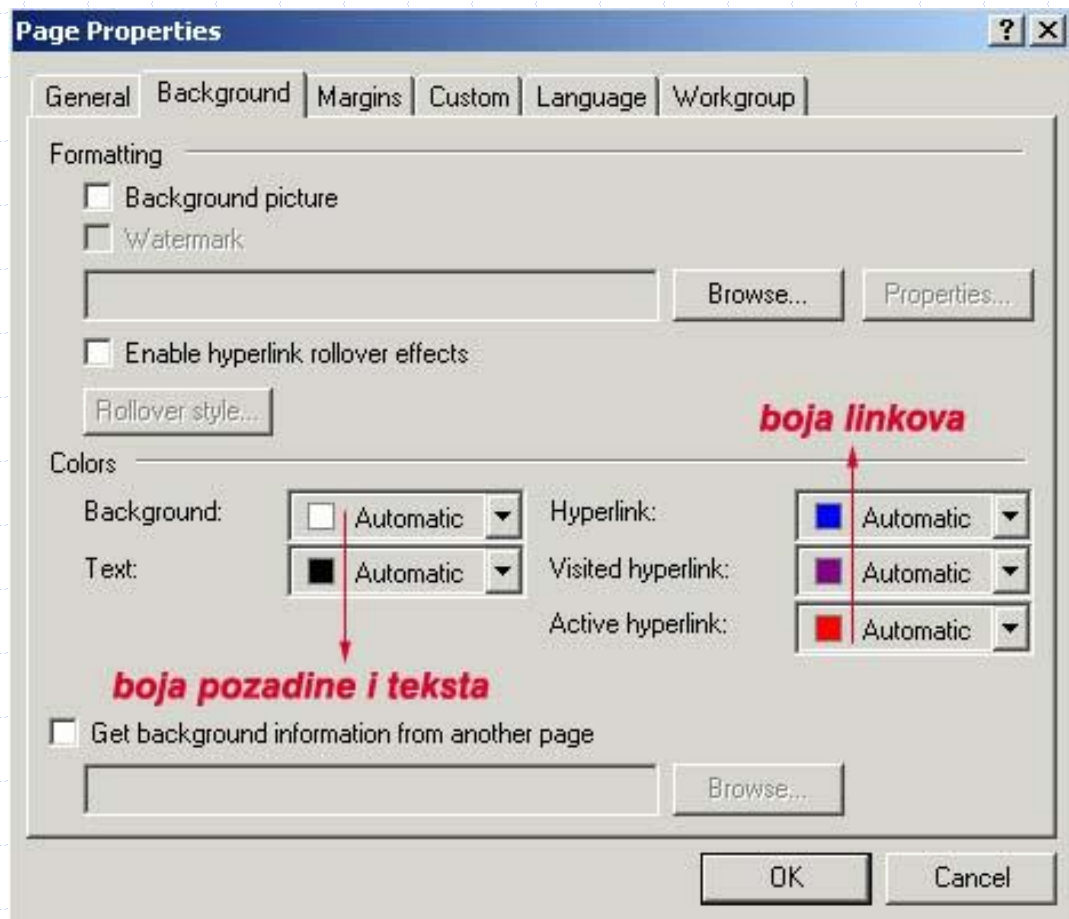 Page Properties
General Background Margins Custom Language Workgroup
Formatting
Background picture
Watermark
Browse... Properties...
Enable hyperlink rollover effects
Rollover style...
boja linkova
Colors
Background: Automatic Hyperlink: Automatic
Text: Automatic Visited hyperlink: Automatic
Active hyperlink: Automatic
boja pozadine i teksta
Get background information from another page
Browse...
OK Cancel